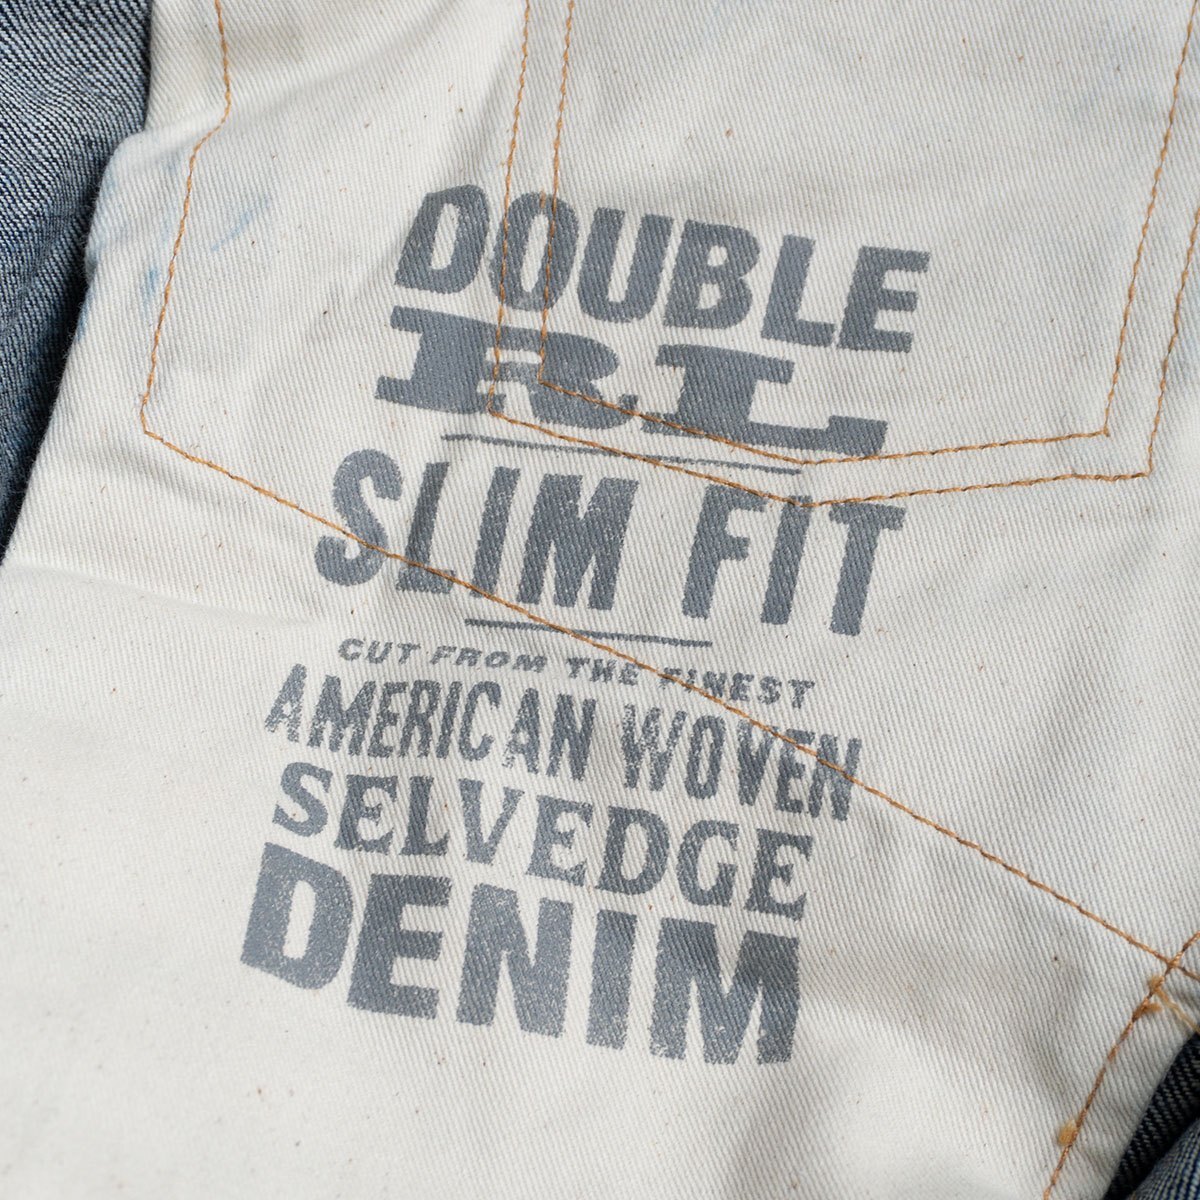 DOUBLE
RL
SLIM FIT
CUT FROM THE FINEST
AMERICAN WOVEN
SELVEDGE
DENIM